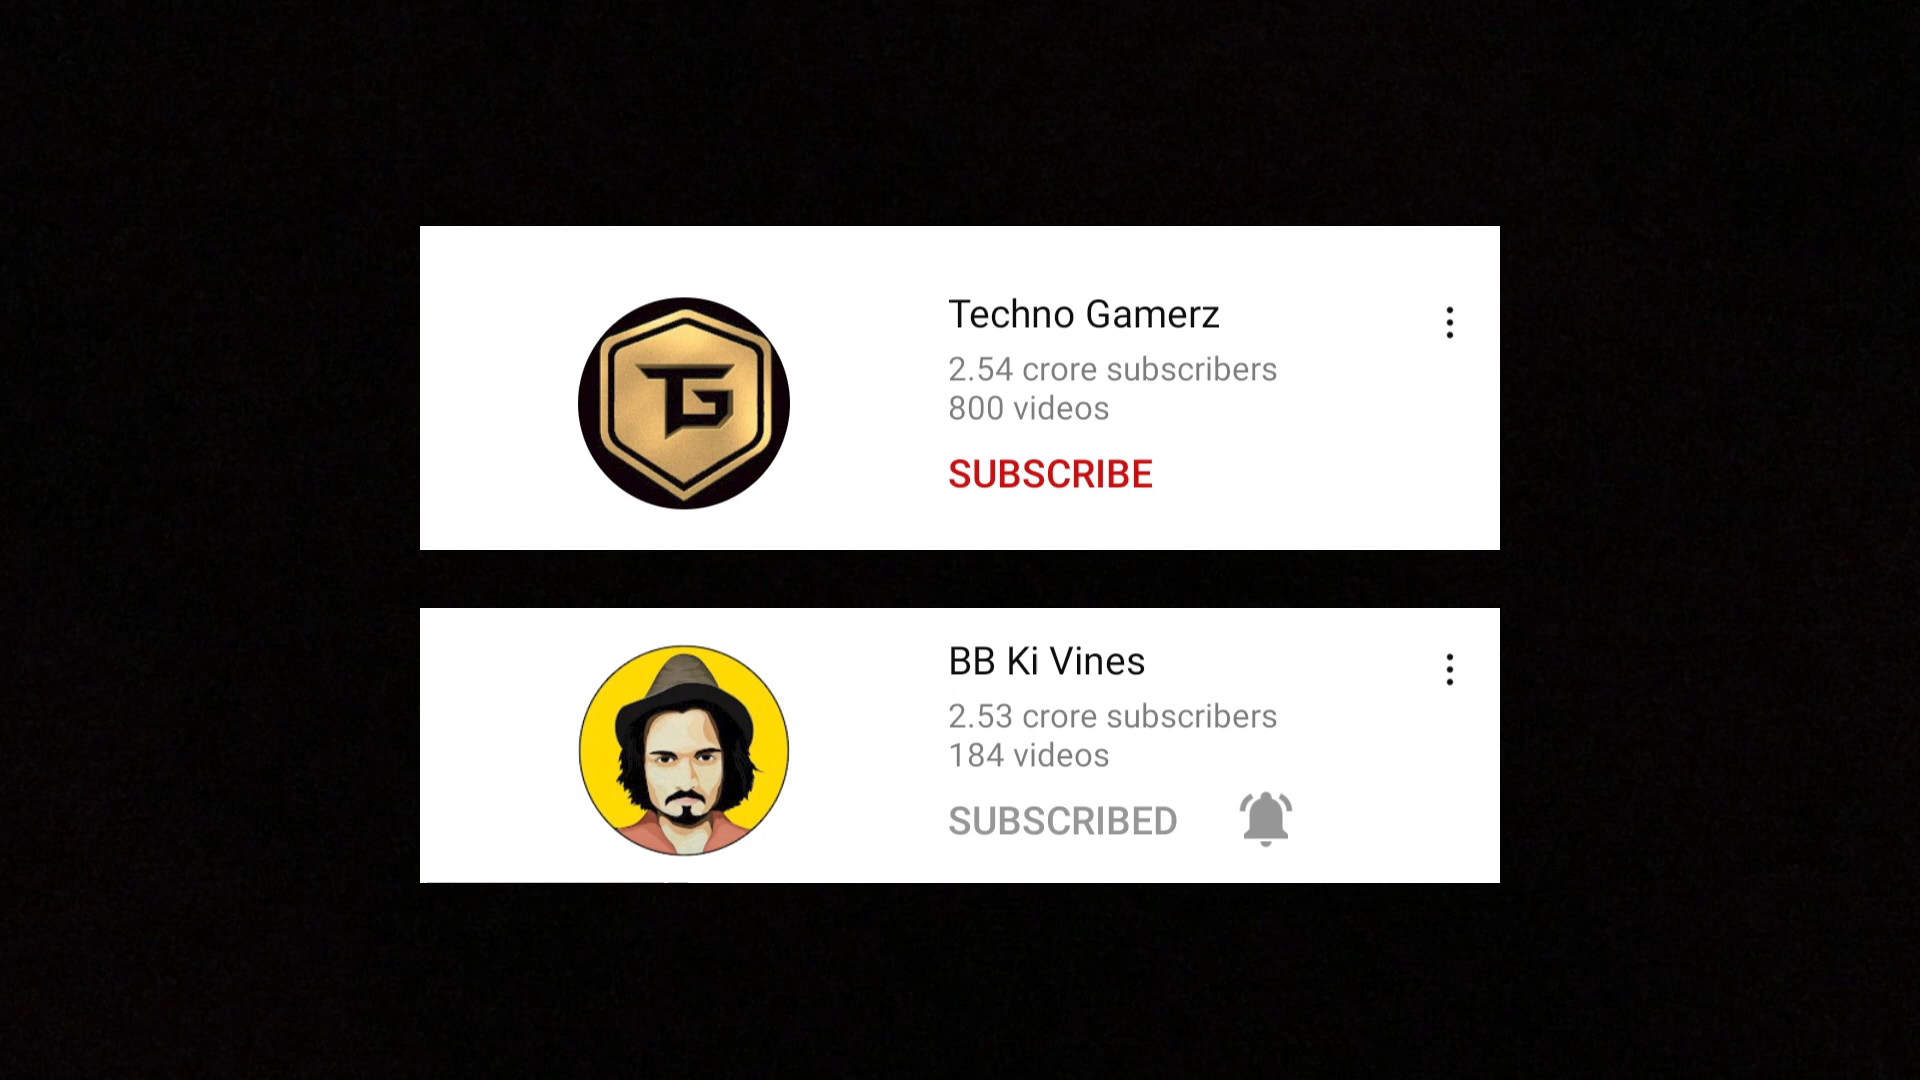 TG
Techno Gamerz
2.54 crore subscribers
800 videos
SUBSCRIBE
BB Ki Vines
2.53 crore subscribers
184 videos
SUBSCRIBED